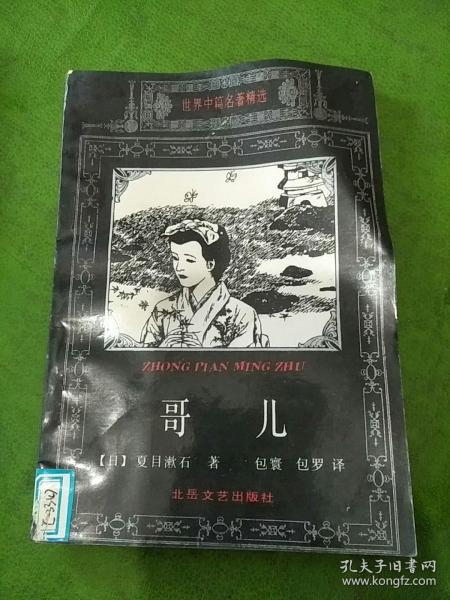 世界中篇名著精选
ZHONG PIAN MING ZHU
哥儿
【日】夏目漱石 著 包寰 包罗 译
北岳文艺出版社
孔夫子旧书网
www.kongfz.com